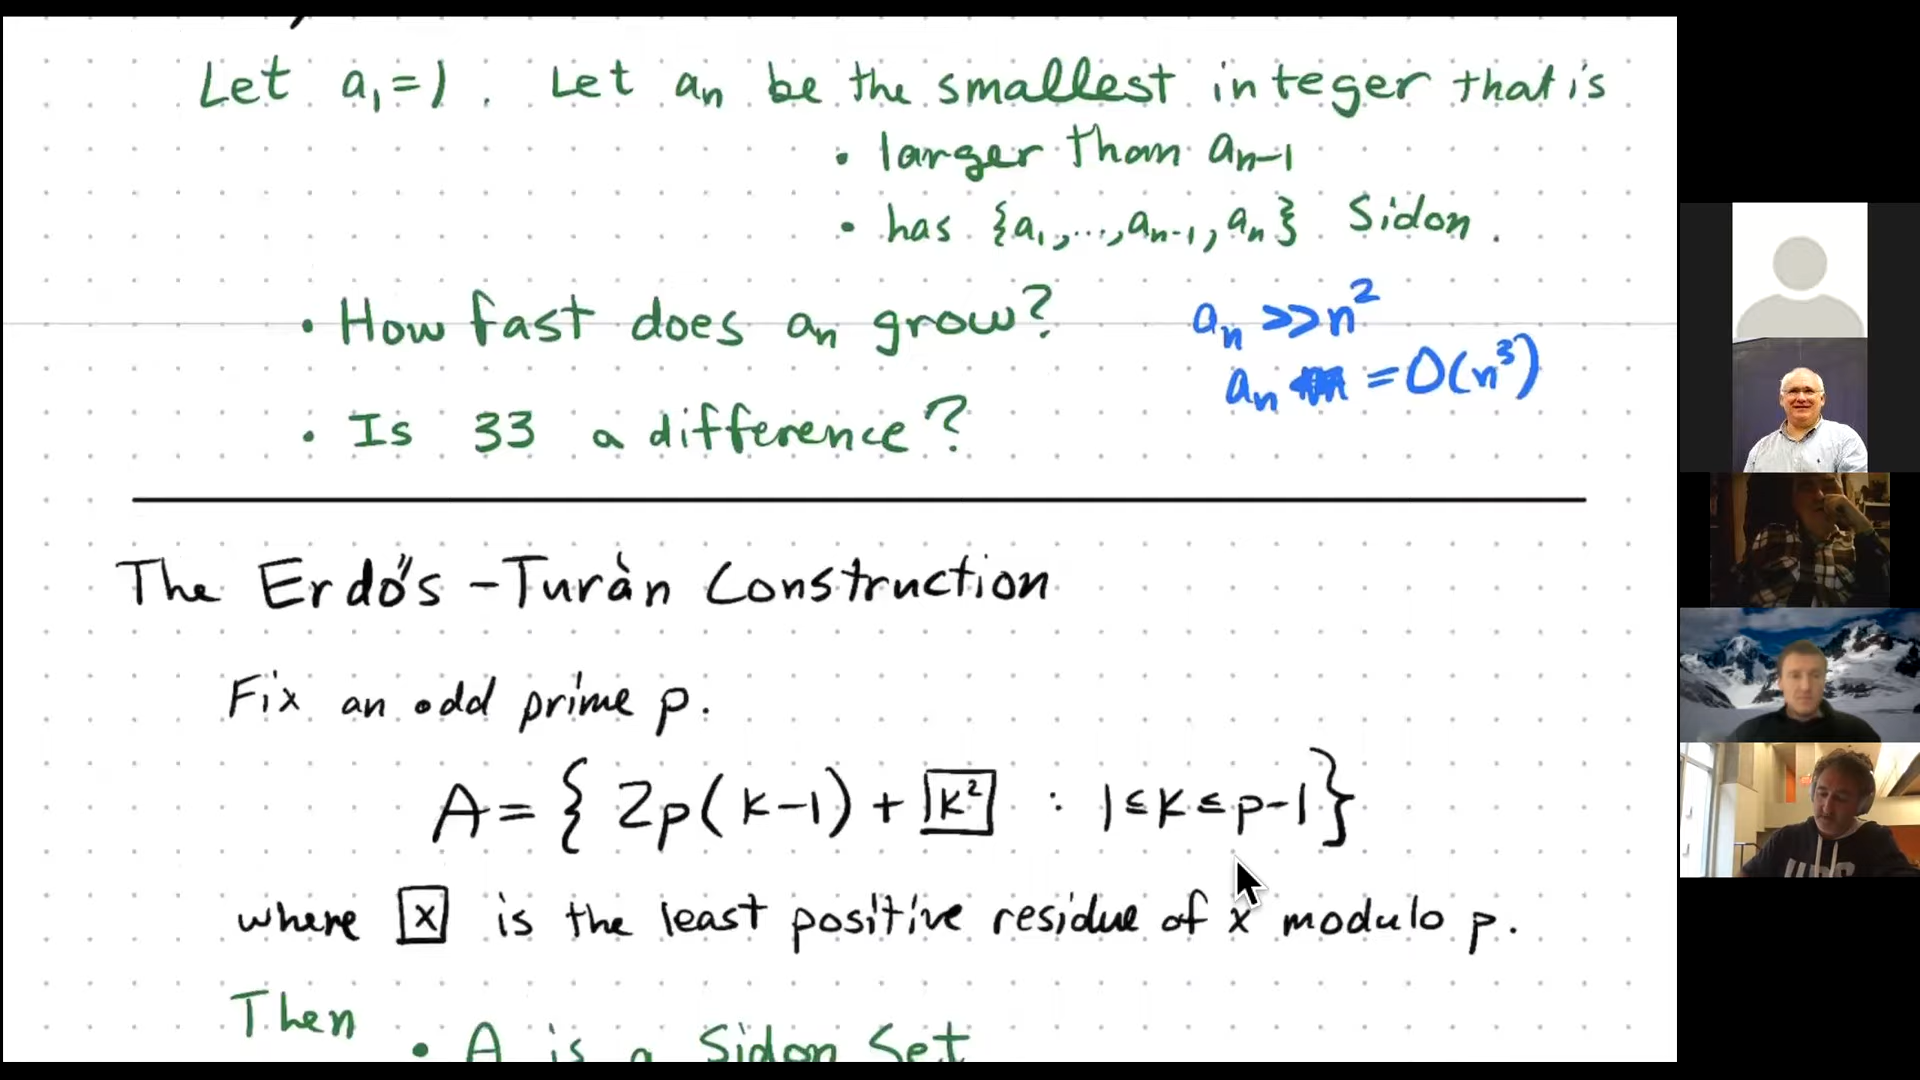 Let a₁=1. Let aₙ be the smallest integer that is
• larger than aₙ₋₁
• has {a₁,...,aₙ₋₁,aₙ} Sidon.
• How fast does aₙ grow? aₙ >> n²
aₙ = O(n³)
• Is 33 a difference?
The Erdős-Turàn Construction
Fix an odd prime p.
A = { 2p(k-1) + [k²] : 1≤k≤p-1}
where [x] is the least positive residue of x modulo p.
Then
• A is a Sidon Set